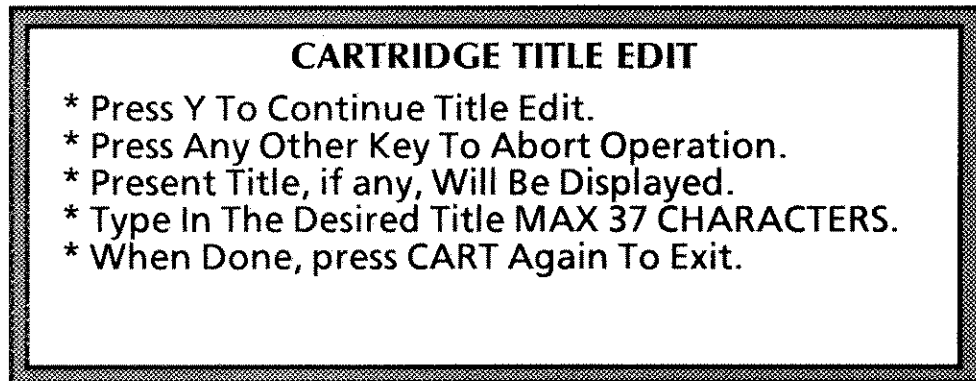 CARTRIDGE TITLE EDIT
* Press Y To Continue Title Edit.
* Press Any Other Key To Abort Operation.
* Present Title, if any, Will Be Displayed.
* Type In The Desired Title MAX 37 CHARACTERS.
* When Done, press CART Again To Exit.